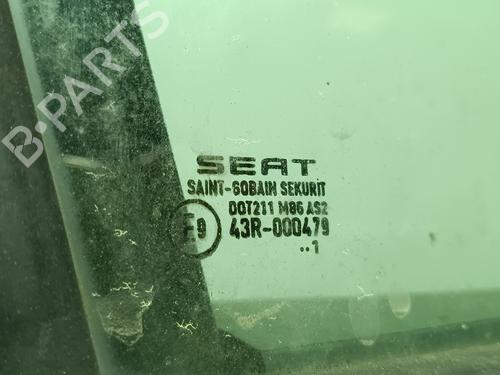 B-PARTS
SEAT
SAINT-GOBAIN SEKURIT
DOT211 M86 AS2
E9 43R-000479
..1